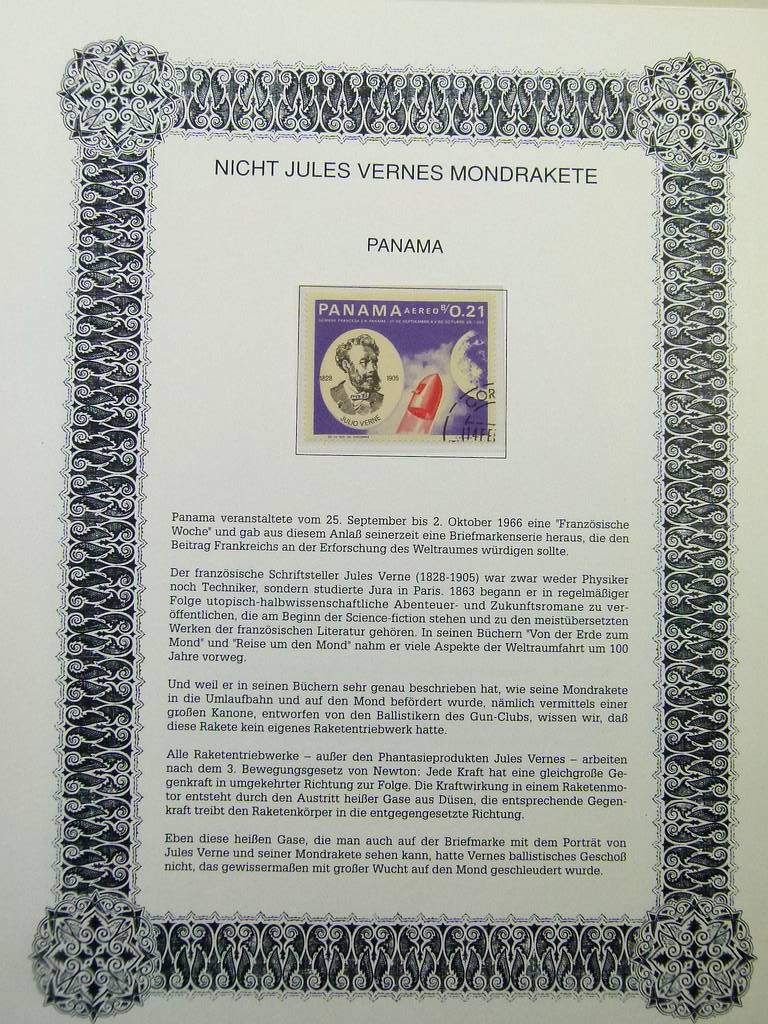 NICHT JULES VERNES MONDRAKETE
PANAMA
PANAMA AEREO B/0.21
1828
1905
JULIO VERNE
COR
14 FE
Panama veranstaltete vom 25. September bis 2. Oktober 1966 eine "Französische
Woche" und gab aus diesem Anlaß seinerzeit eine Briefmarkenserie heraus, die den
Beitrag Frankreichs an der Erforschung des Weltraumes würdigen sollte.
Der französische Schriftsteller Jules Verne (1828-1905) war zwar weder Physiker
noch Techniker, sondern studierte Jura in Paris. 1863 begann er in regelmäßiger
Folge utopisch-halbwissenschaftliche Abenteuer- und Zukunftsromane zu ver-
öffentlichen, die am Beginn der Science-fiction stehen und zu den meistübersetzten
Werken der französischen Literatur gehören. In seinen Büchern "Von der Erde zum
Mond" und "Reise um den Mond" nahm er viele Aspekte der Weltraumfahrt um 100
Jahre vorweg.
Und weil er in seinen Büchern sehr genau beschrieben hat, wie seine Mondrakete
in die Umlaufbahn und auf den Mond befördert wurde, nämlich vermittels einer
großen Kanone, entworfen von den Ballistikern des Gun-Clubs, wissen wir, daß
diese Rakete kein eigenes Raketentriebwerk hatte.
Alle Raketentriebwerke – außer den Phantasieprodukten Jules Vernes – arbeiten
nach dem 3. Bewegungsgesetz von Newton: Jede Kraft hat eine gleichgroße Ge-
genkraft in umgekehrter Richtung zur Folge. Die Kraftwirkung in einem Raketenmo-
tor entsteht durch den Austritt heißer Gase aus Düsen, die entsprechende Gegen-
kraft treibt den Raketenkörper in die entgegengesetzte Richtung.
Eben diese heißen Gase, die man auch auf der Briefmarke mit dem Porträt von
Jules Verne und seiner Mondrakete sehen kann, hatte Vernes ballistisches Geschoß
nicht, das gewissermaßen mit großer Wucht auf den Mond geschleudert wurde.